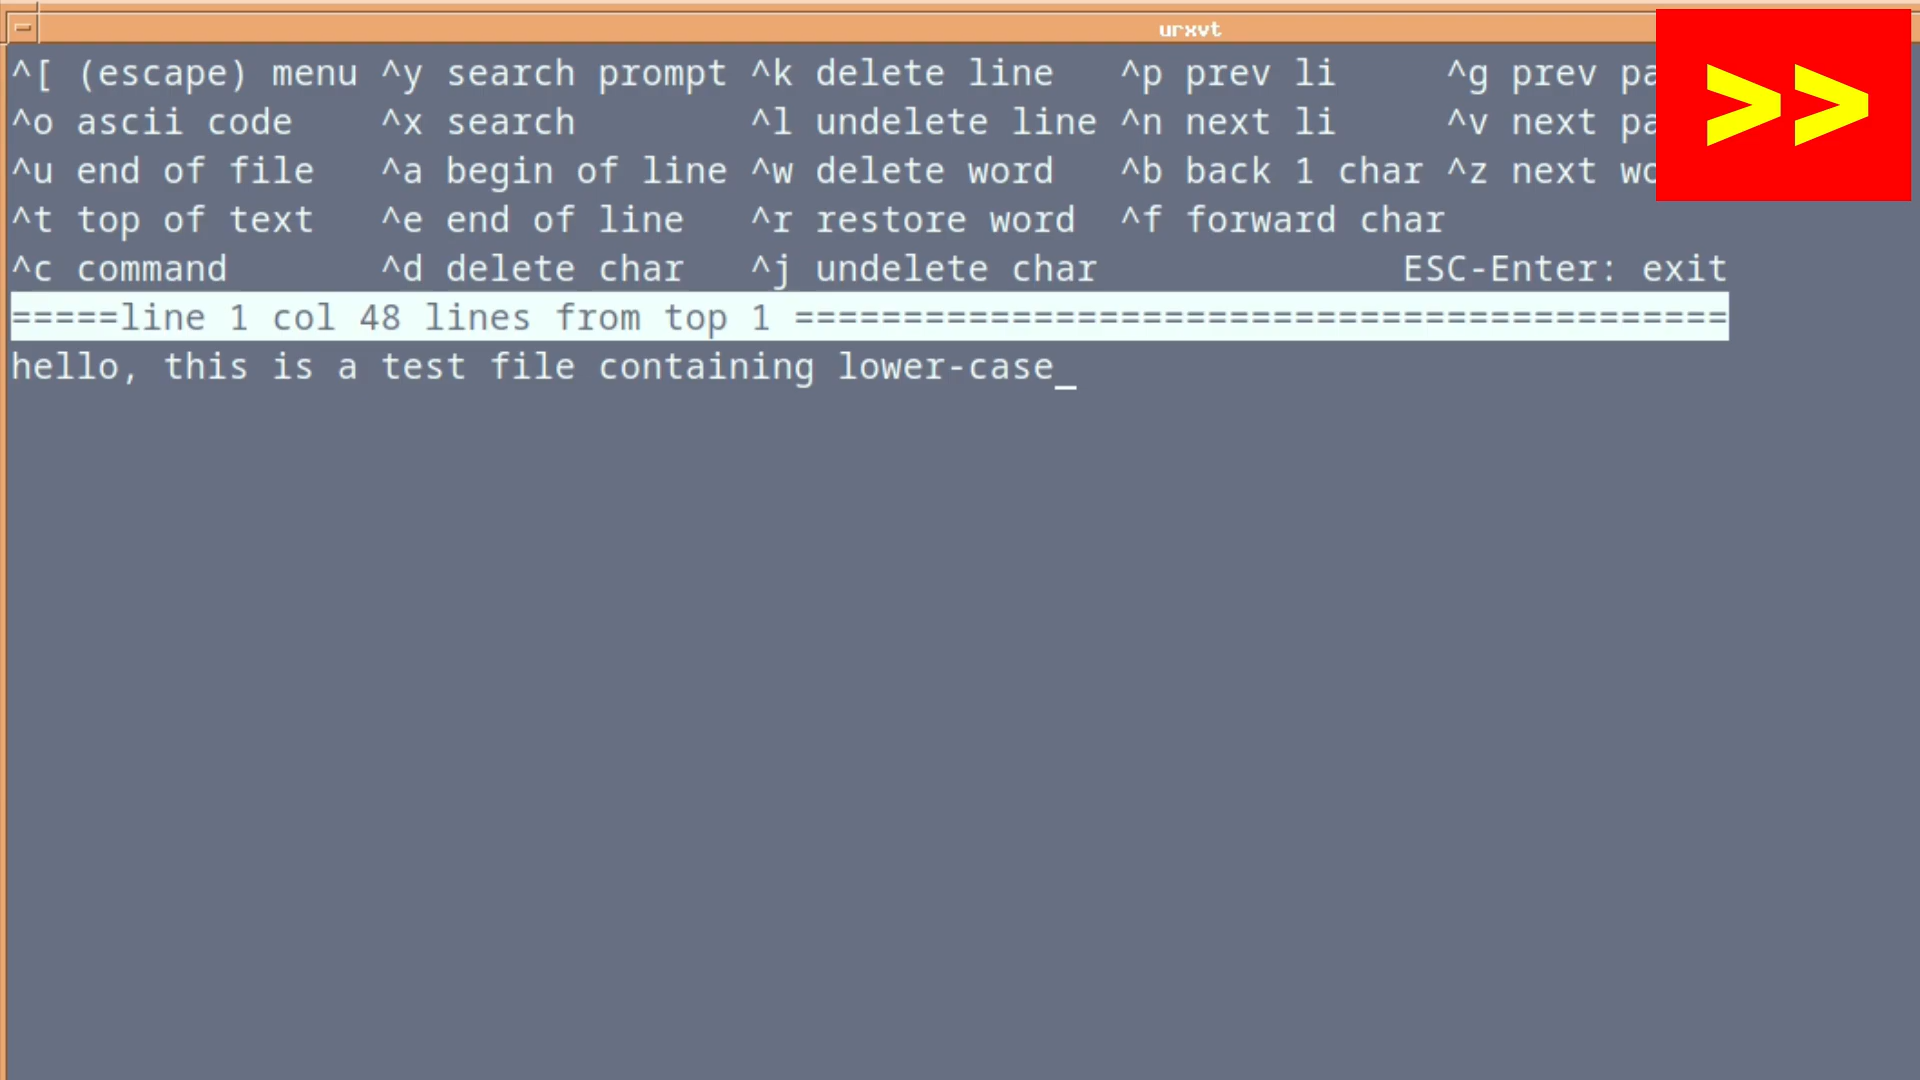 urxvt
>>
^[ (escape) menu ^y search prompt ^k delete line ^p prev li ^g prev
^o ascii code ^x search ^l undelete line ^n next li ^v next
^u end of file ^a begin of line ^w delete word ^b back 1 char ^z next
^t top of text ^e end of line ^r restore word ^f forward char
^c command ^d delete char ^j undelete char ESC-Enter: exit
=====line 1 col 48 lines from top 1 ===========================================
hello, this is a test file containing lower-case_